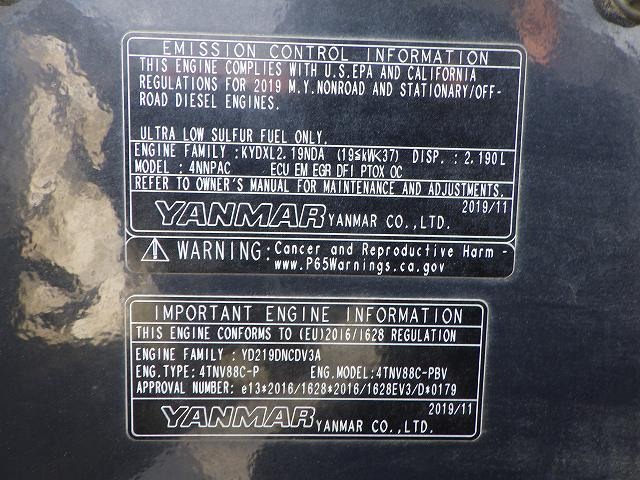 EMISSION CONTROL INFORMATION
THIS ENGINE COMPLIES WITH U.S.EPA AND CALIFORNIA
REGULATIONS FOR 2019 M.Y.NONROAD AND STATIONARY/OFF-
ROAD DIESEL ENGINES.
ULTRA LOW SULFUR FUEL ONLY.
ENGINE FAMILY : KYDXL2.19NDA (19≦kW<37) DISP. : 2.190L
MODEL : 4NNPAC ECU EM EGR DFI PTOX OC
REFER TO OWNER'S MANUAL FOR MAINTENANCE AND ADJUSTMENTS.
2019/11
YANMAR YANMAR CO.,LTD.
WARNING: Cancer and Reproductive Harm -
www.P65Warnings.ca.gov
IMPORTANT ENGINE INFORMATION
THIS ENGINE CONFORMS TO (EU)2016/1628 REGULATION
ENGINE FAMILY : YD219DNCDV3A
ENG.TYPE:4TNV88C-P ENG.MODEL:4TNV88C-PBV
APPROVAL NUMBER: e13*2016/1628*2016/1628EV3/D*0179
2019/11
YANMAR YANMAR CO.,LTD.